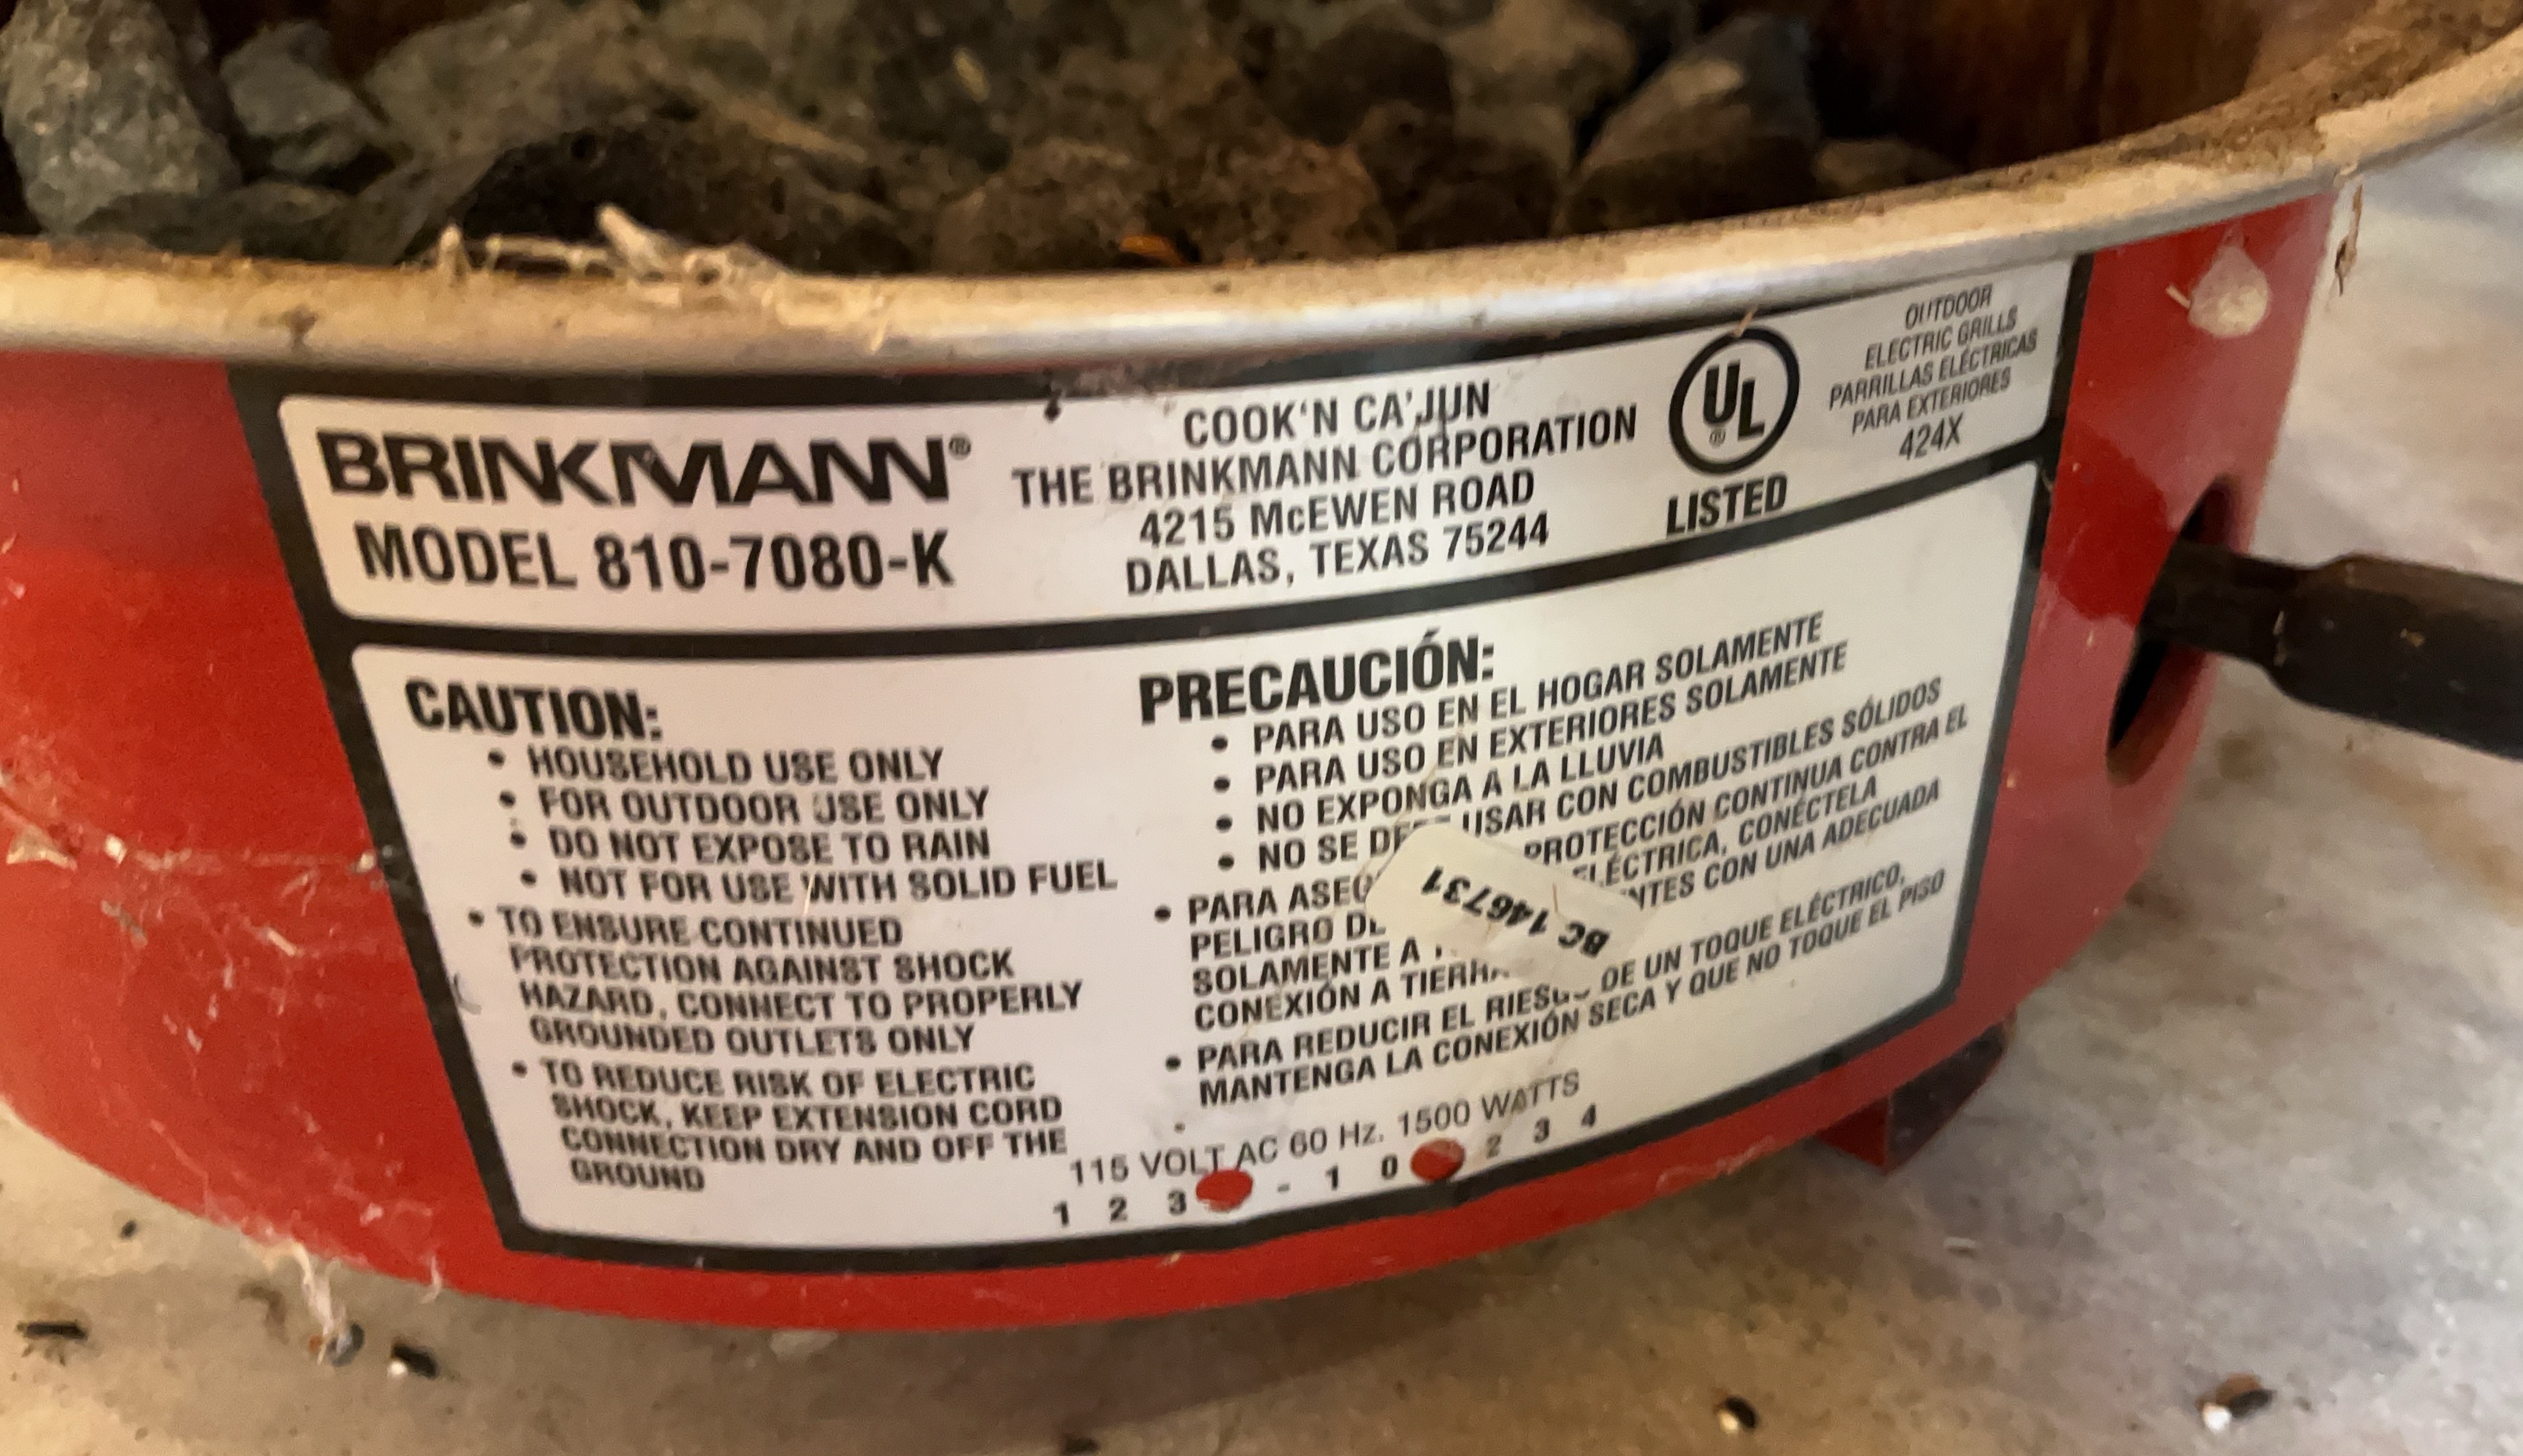 BRINKMANN®
MODEL 810-7080-K
COOK'N CA'JUN
THE BRINKMANN CORPORATION
4215 McEWEN ROAD
DALLAS, TEXAS 75244
UL ®
LISTED
OUTDOOR
ELECTRIC GRILLS
PARRILLAS ELÉCTRICAS
PARA EXTERIORES
424X
CAUTION:
• HOUSEHOLD USE ONLY
• FOR OUTDOOR USE ONLY
• DO NOT EXPOSE TO RAIN
• NOT FOR USE WITH SOLID FUEL
• TO ENSURE CONTINUED
PROTECTION AGAINST SHOCK
HAZARD, CONNECT TO PROPERLY
GROUNDED OUTLETS ONLY
• TO REDUCE RISK OF ELECTRIC
SHOCK, KEEP EXTENSION CORD
CONNECTION DRY AND OFF THE
GROUND
PRECAUCIÓN:
• PARA USO EN EL HOGAR SOLAMENTE
• PARA USO EN EXTERIORES SOLAMENTE
• NO EXPONGA A LA LLUVIA
• NO SE USAR CON COMBUSTIBLES SÓLIDOS
• PARA PROTECCIÓN CONTINUA CONTRA EL
PELIGRO ELÉCTRICA, CONÉCTELA
SOLAMENTE A CON UNA ADECUADA
CONEXIÓN A TIERRA
• PARA REDUCIR EL RIESGO DE UN TOQUE ELÉCTRICO,
MANTENGA LA CONEXIÓN SECA Y QUE NO TOQUE EL PISO
BC 146731
115 VOLT AC 60 Hz. 1500 WATTS
1 2 3 - 1 0 2 3 4